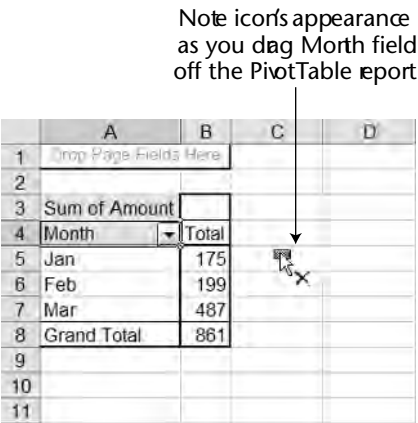 Note icon's appearance
as you drag Month field
off the PivotTable report
A B C D
1 Drop Page Fields Here
2
3 Sum of Amount
4 Month Total
5 Jan 175
6 Feb 199
7 Mar 487
8 Grand Total 861
9
10
11